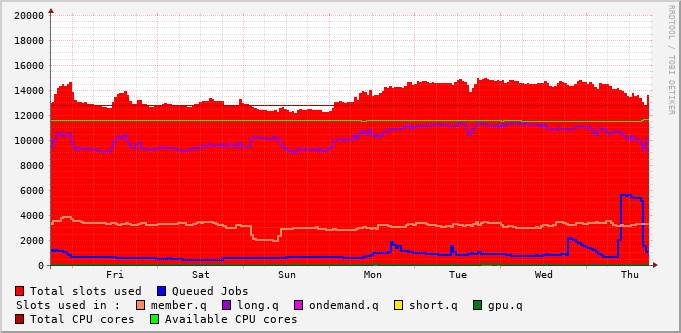 20000
18000
16000
14000
12000
10000
8000
6000
4000
2000
0
Fri Sat Sun Mon Tue Wed Thu
RRDTOOL / TOBI OETIKER
Total slots used Queued Jobs
Slots used in : member.q long.q ondemand.q short.q gpu.q
Total CPU cores Available CPU cores